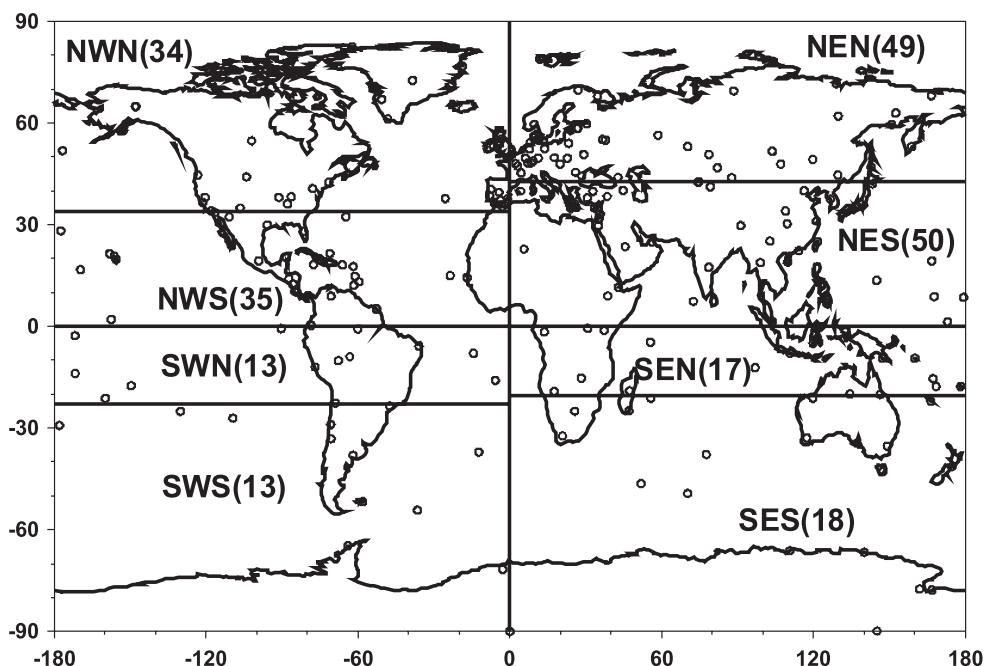 90
NWN(34)
NEN(49)
60
30
NES(50)
NWS(35)
0
SWN(13)
SEN(17)
-30
SWS(13)
SES(18)
-60
-90
-180 -120 -60 0 60 120 180